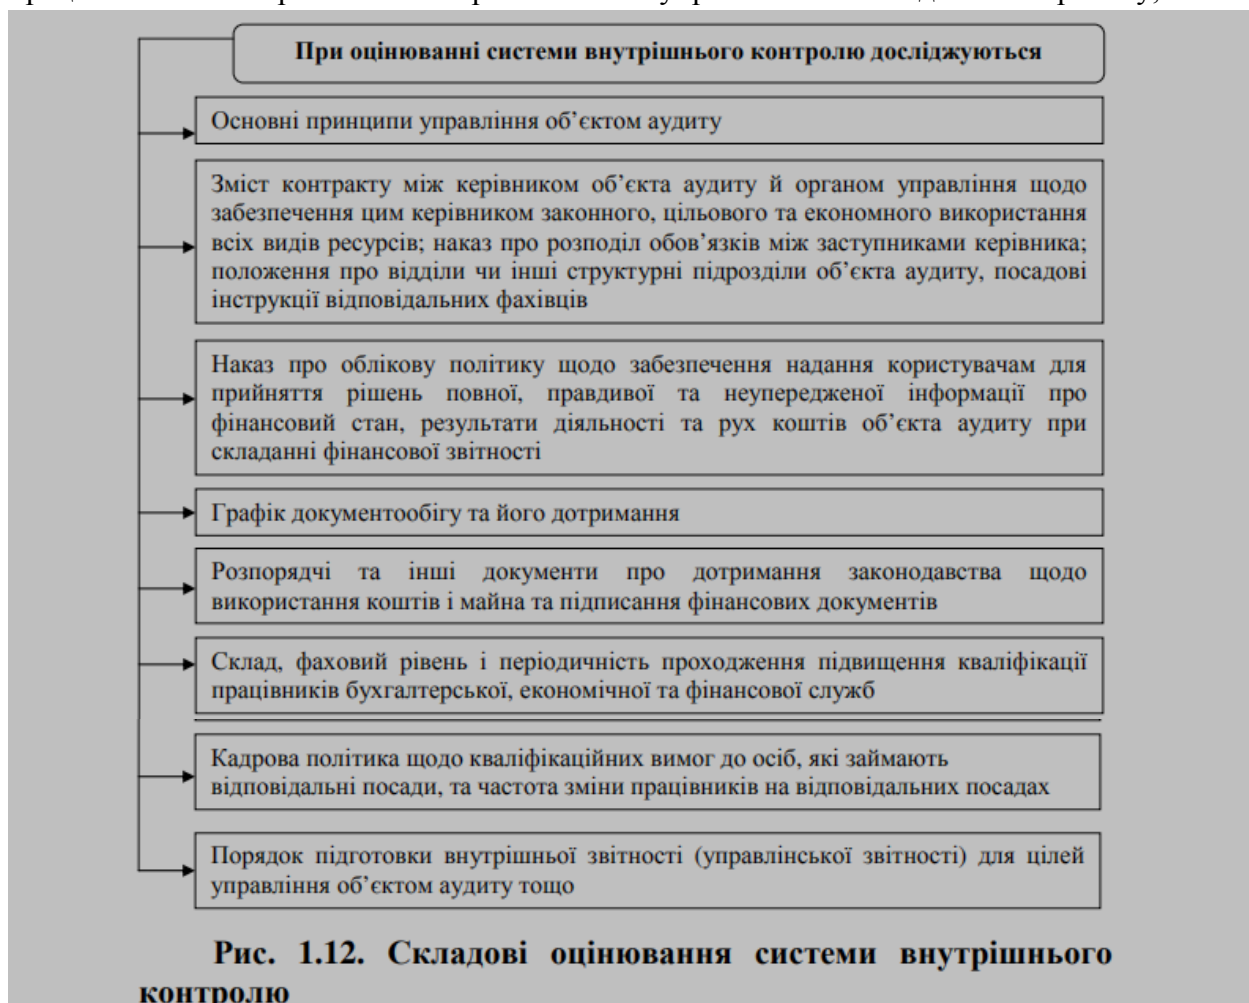 При оцінюванні системи внутрішнього контролю досліджуються
Основні принципи управління об’єктом аудиту
Зміст контракту між керівником об’єкта аудиту й органом управління щодо
забезпечення цим керівником законного, цільового та економного використання
всіх видів ресурсів; наказ про розподіл обов’язків між заступниками керівника;
положення про відділи чи інші структурні підрозділи об’єкта аудиту, посадові
інструкції відповідальних фахівців
Наказ про облікову політику щодо забезпечення надання користувачам для
прийняття рішень повної, правдивої та неупередженої інформації про
фінансовий стан, результати діяльності та рух коштів об’єкта аудиту при
складанні фінансової звітності
Графік документообігу та його дотримання
Розпорядчі та інші документи про дотримання законодавства щодо
використання коштів і майна та підписання фінансових документів
Склад, фаховий рівень і періодичність проходження підвищення кваліфікації
працівників бухгалтерської, економічної та фінансової служб
Кадрова політика щодо кваліфікаційних вимог до осіб, які займають
відповідальні посади, та частота зміни працівників на відповідальних посадах
Порядок підготовки внутрішньої звітності (управлінської звітності) для цілей
управління об’єктом аудиту тощо
Рис. 1.12. Складові оцінювання системи внутрішнього
контролю